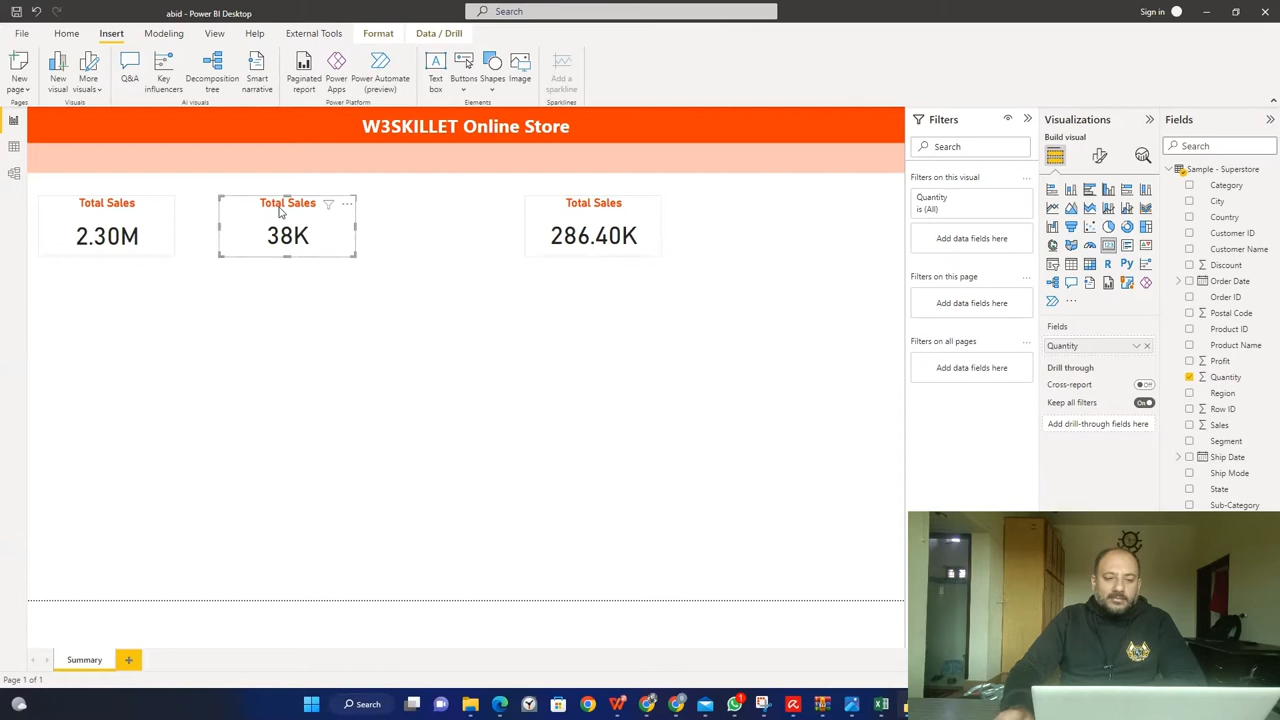 abid - Power BI Desktop
Search
Sign in
File
Home
Insert
Modeling
View
Help
External Tools
Format
Data / Drill
New page
New visual
More visuals
Q&A
Key influencers
Decomposition tree
Smart narrative
Paginated report
Power Apps
Power Automate (preview)
Text box
Buttons
Shapes
Image
Add a sparkline
Pages
Visuals
AI visuals
Power Platform
Elements
Sparklines
W3SKILLET Online Store
Total Sales
2.30M
Total Sales
38K
Total Sales
286.40K
Filters
Search
Filters on this visual
Quantity
is (All)
Add data fields here
Filters on this page
Add data fields here
Filters on all pages
Add data fields here
Visualizations
Build visual
R
Py
123
Fields
Quantity
Drill through
Cross-report
Off
Keep all filters
On
Add drill-through fields here
Fields
Search
Sample - Superstore
Category
City
Country
Customer ID
Customer Name
Discount
Order Date
Order ID
Postal Code
Product ID
Product Name
Profit
Quantity
Region
Row ID
Sales
Segment
Ship Date
Ship Mode
State
Sub-Category
Summary
Page 1 of 1
Search
1